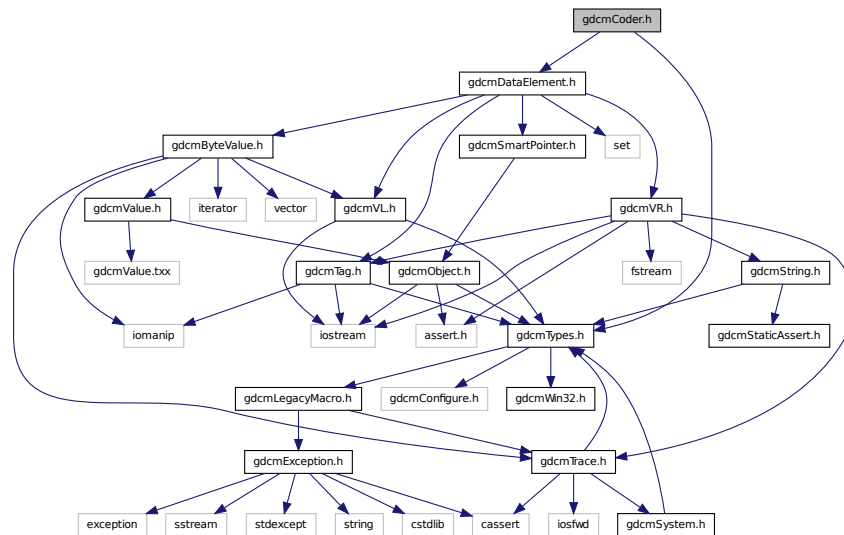 gdcmCoder.h
gdcmDataElement.h
gdcmByteValue.h
gdcmSmartPointer.h
set
gdcmValue.h
iterator
vector
gdcmVL.h
gdcmVR.h
gdcmValue.txx
gdcmTag.h
gdcmObject.h
fstream
gdcmString.h
iomanip
iostream
assert.h
gdcmTypes.h
gdcmStaticAssert.h
gdcmLegacyMacro.h
gdcmConfigure.h
gdcmWin32.h
gdcmException.h
gdcmTrace.h
exception
sstream
stdexcept
string
cstdlib
cassert
iosfwd
gdcmSystem.h